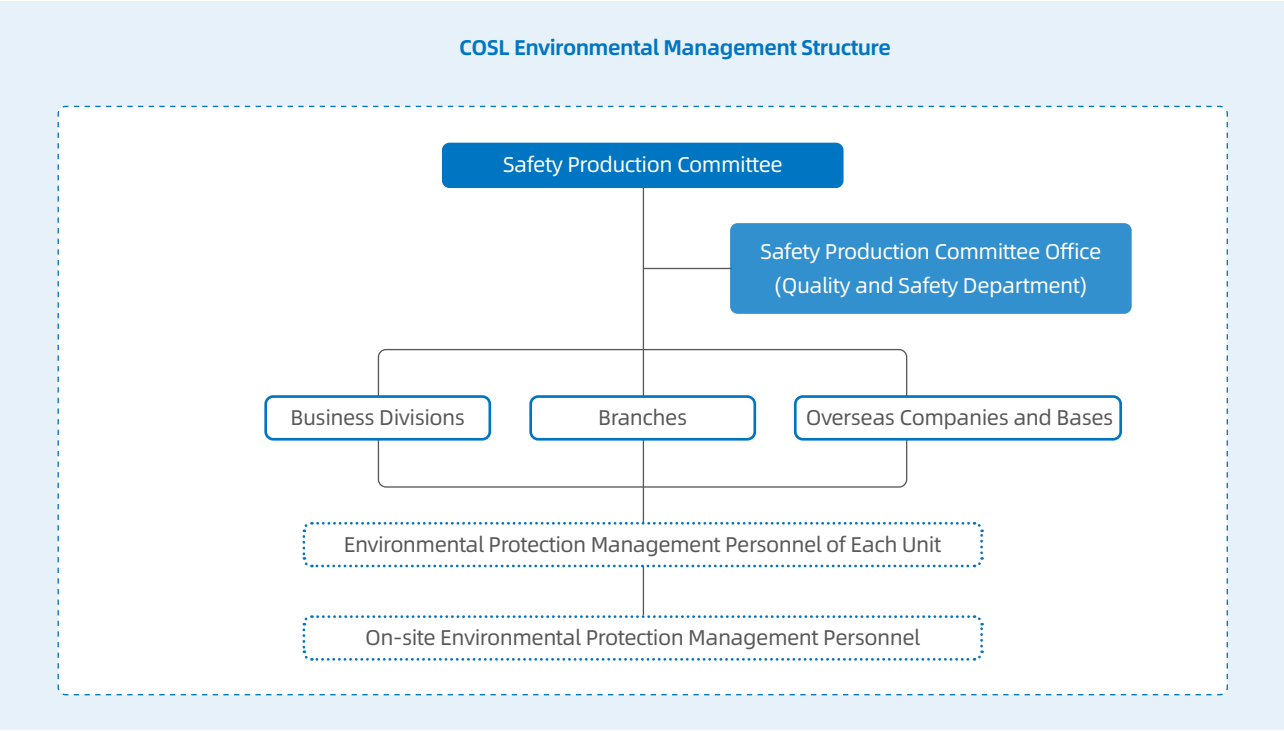 COSL Environmental Management Structure
Safety Production Committee
Safety Production Committee Office
(Quality and Safety Department)
Business Divisions
Branches
Overseas Companies and Bases
Environmental Protection Management Personnel of Each Unit
On-site Environmental Protection Management Personnel